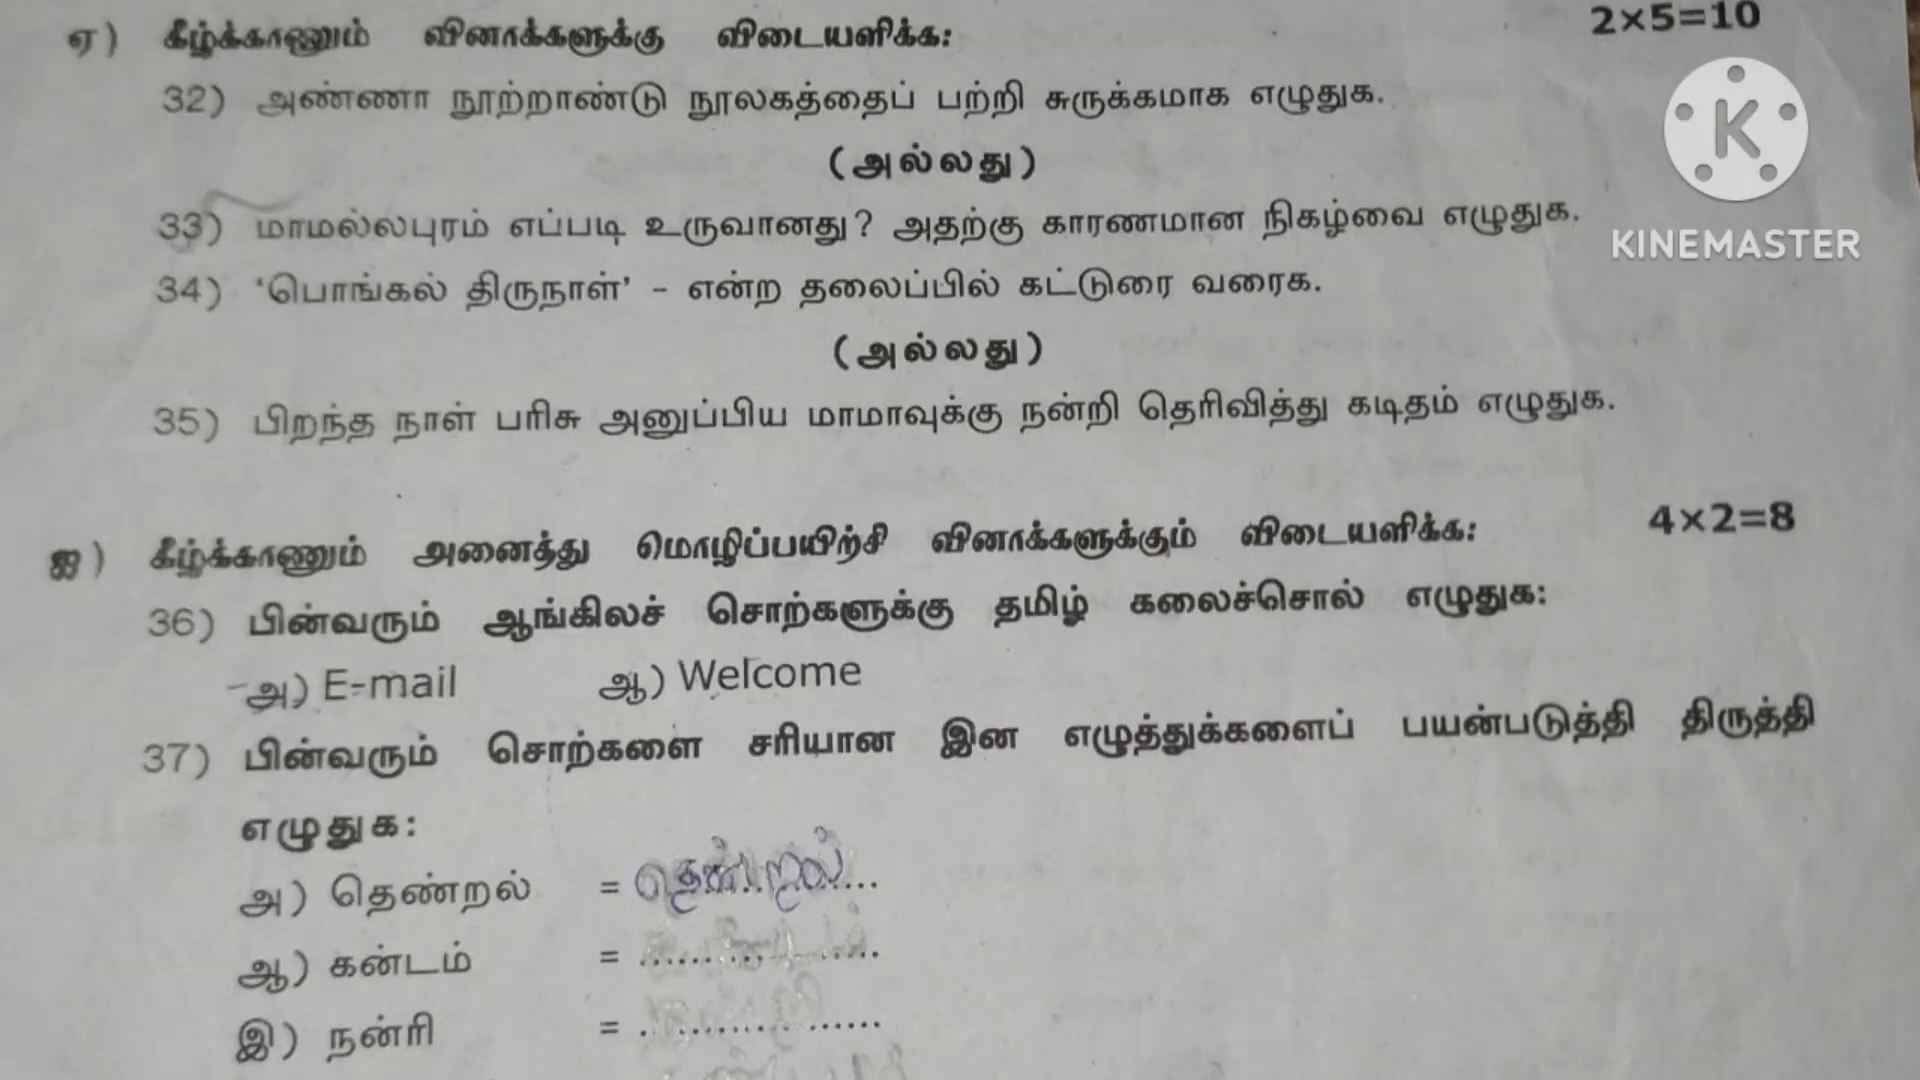 ஏ) கீழ்க்காணும் வினாக்களுக்கு விடையளிக்க: 2×5=10
32) அண்ணா நூற்றாண்டு நூலகத்தைப் பற்றி சுருக்கமாக எழுதுக.
(அல்லது)
33) மாமல்லபுரம் எப்படி உருவானது? அதற்கு காரணமான நிகழ்வை எழுதுக.
34) ‘பொங்கல் திருநாள்’ - என்ற தலைப்பில் கட்டுரை வரைக.
(அல்லது)
35) பிறந்த நாள் பரிசு அனுப்பிய மாமாவுக்கு நன்றி தெரிவித்து கடிதம் எழுதுக.
ஐ) கீழ்க்காணும் அனைத்து மொழிப்பயிற்சி வினாக்களுக்கும் விடையளிக்க: 4×2=8
36) பின்வரும் ஆங்கிலச் சொற்களுக்கு தமிழ் கலைச்சொல் எழுதுக:
அ) E-mail ஆ) Welcome
37) பின்வரும் சொற்களை சரியான இன எழுத்துக்களைப் பயன்படுத்தி திருத்தி
எழுதுக:
அ) தெண்றல் = தென்றல்
ஆ) கன்டம் = ..................
இ) நன்ரி = ..................
K
KINEMASTER